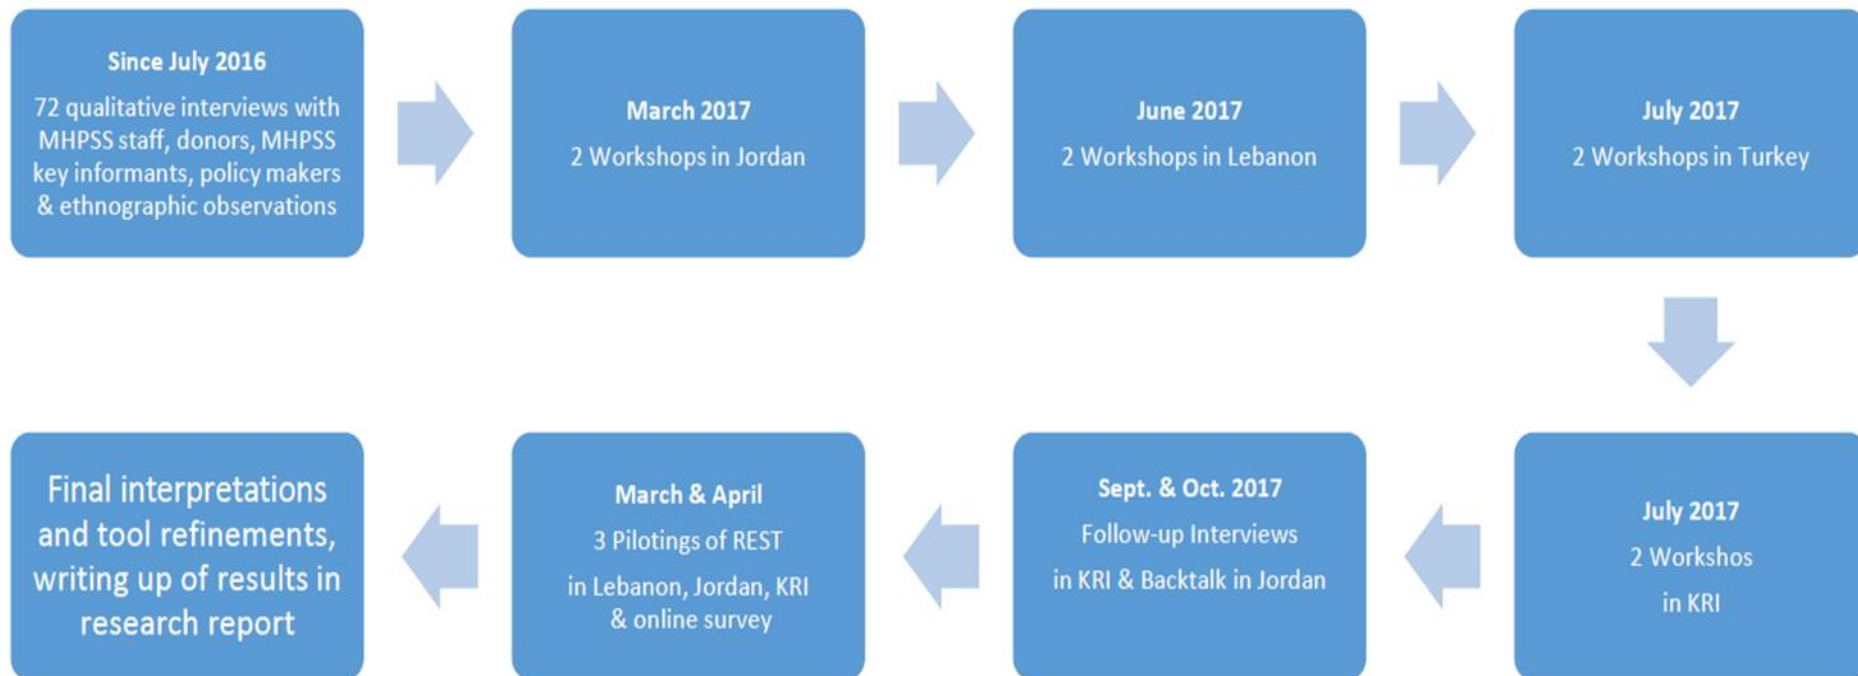 Since July 2016
72 qualitative interviews with
MHPSS staff, donors, MHPSS
key informants, policy makers
& ethnographic observations
March 2017
2 Workshops in Jordan
June 2017
2 Workshops in Lebanon
July 2017
2 Workshops in Turkey
July 2017
2 Workshos
in KRI
Sept. & Oct. 2017
Follow-up Interviews
in KRI & Backtalk in Jordan
March & April
3 Pilotings of REST
in Lebanon, Jordan, KRI
& online survey
Final interpretations
and tool refinements,
writing up of results in
research report